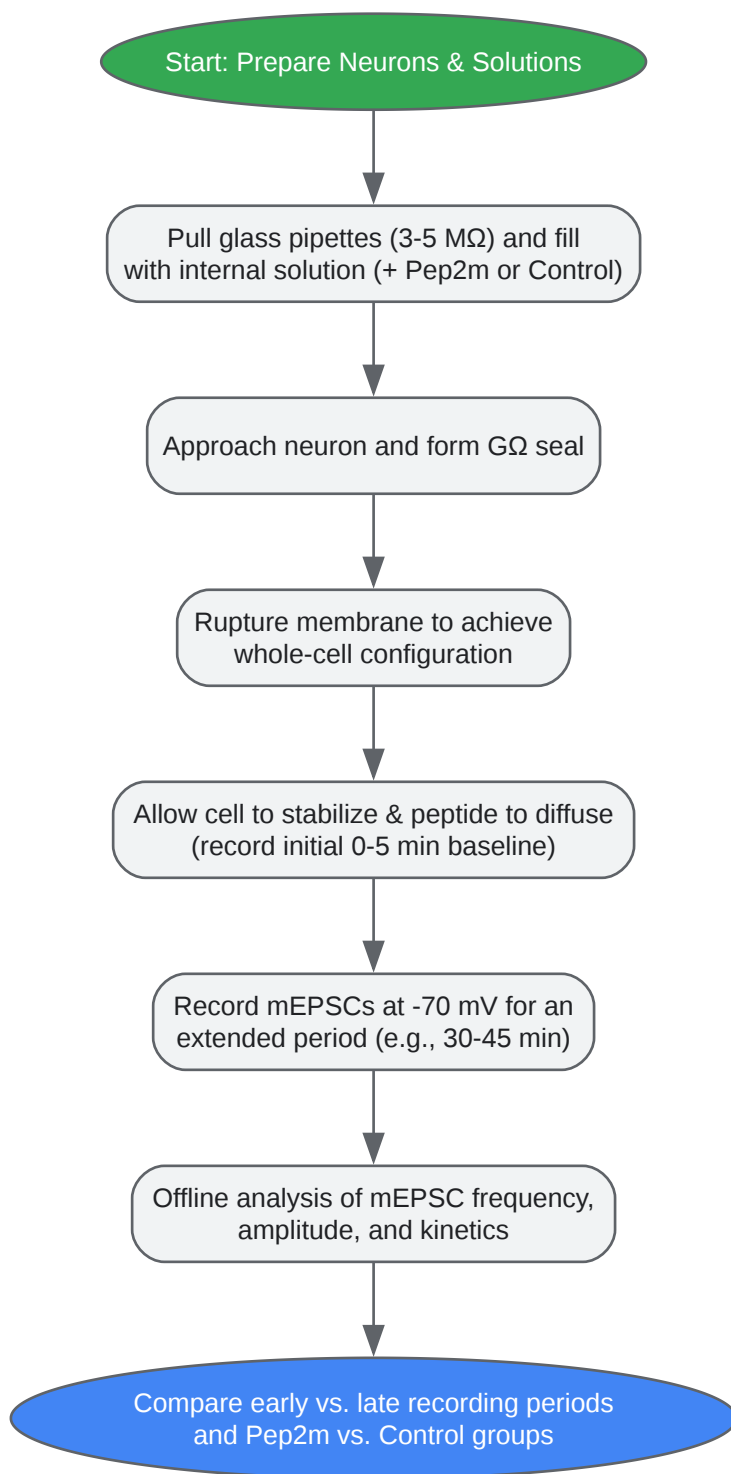 Start: Prepare Neurons & Solutions
Pull glass pipettes (3-5 MΩ) and fill
with internal solution (+ Pep2m or Control)
Approach neuron and form GΩ seal
Rupture membrane to achieve
whole-cell configuration
Allow cell to stabilize & peptide to diffuse
(record initial 0-5 min baseline)
Record mEPSCs at -70 mV for an
extended period (e.g., 30-45 min)
Offline analysis of mEPSC frequency,
amplitude, and kinetics
Compare early vs. late recording periods
and Pep2m vs. Control groups